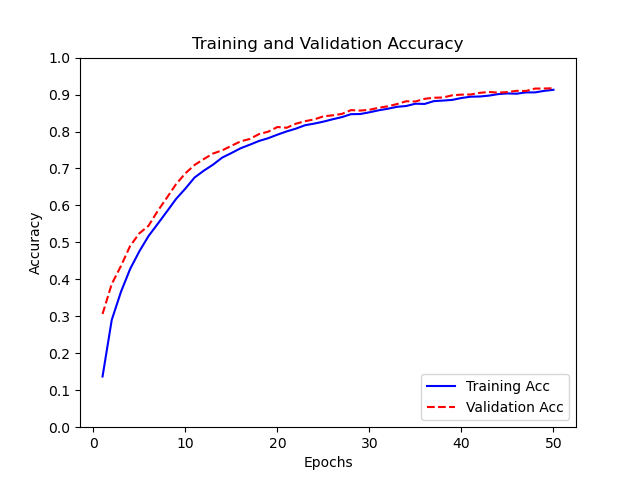 Training and Validation Accuracy
1.0
0.9
0.8
0.7
0.6
0.5
0.4
0.3
0.2
0.1
0.0
Accuracy
0 10 20 30 40 50
Epochs
Training Acc
Validation Acc